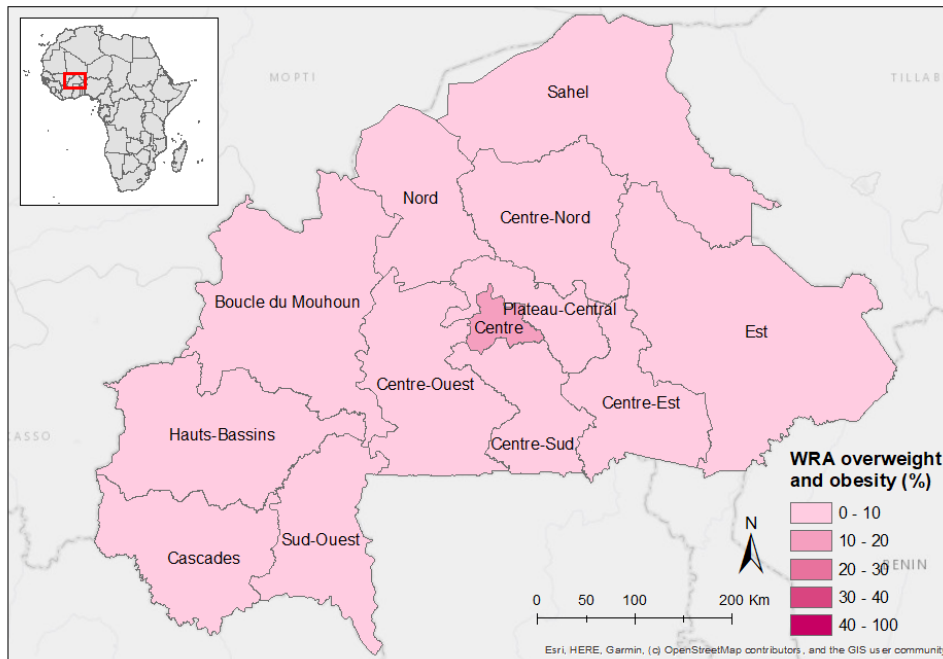 MOPTI
TILLAB
Sahel
Nord
Centre-Nord
Boucle du Mouhoun
Plateau-Central
Centre
Est
Centre-Ouest
Centre-Est
Hauts-Bassins
KASSO
Centre-Sud
Sud-Ouest
Cascades
WRA overweight
and obesity (%)
0 - 10
10 - 20
20 - 30
30 - 40
40 - 100
N
BENIN
0 50 100 200 Km
Esri, HERE, Garmin, (c) OpenStreetMap contributors, and the GIS user community